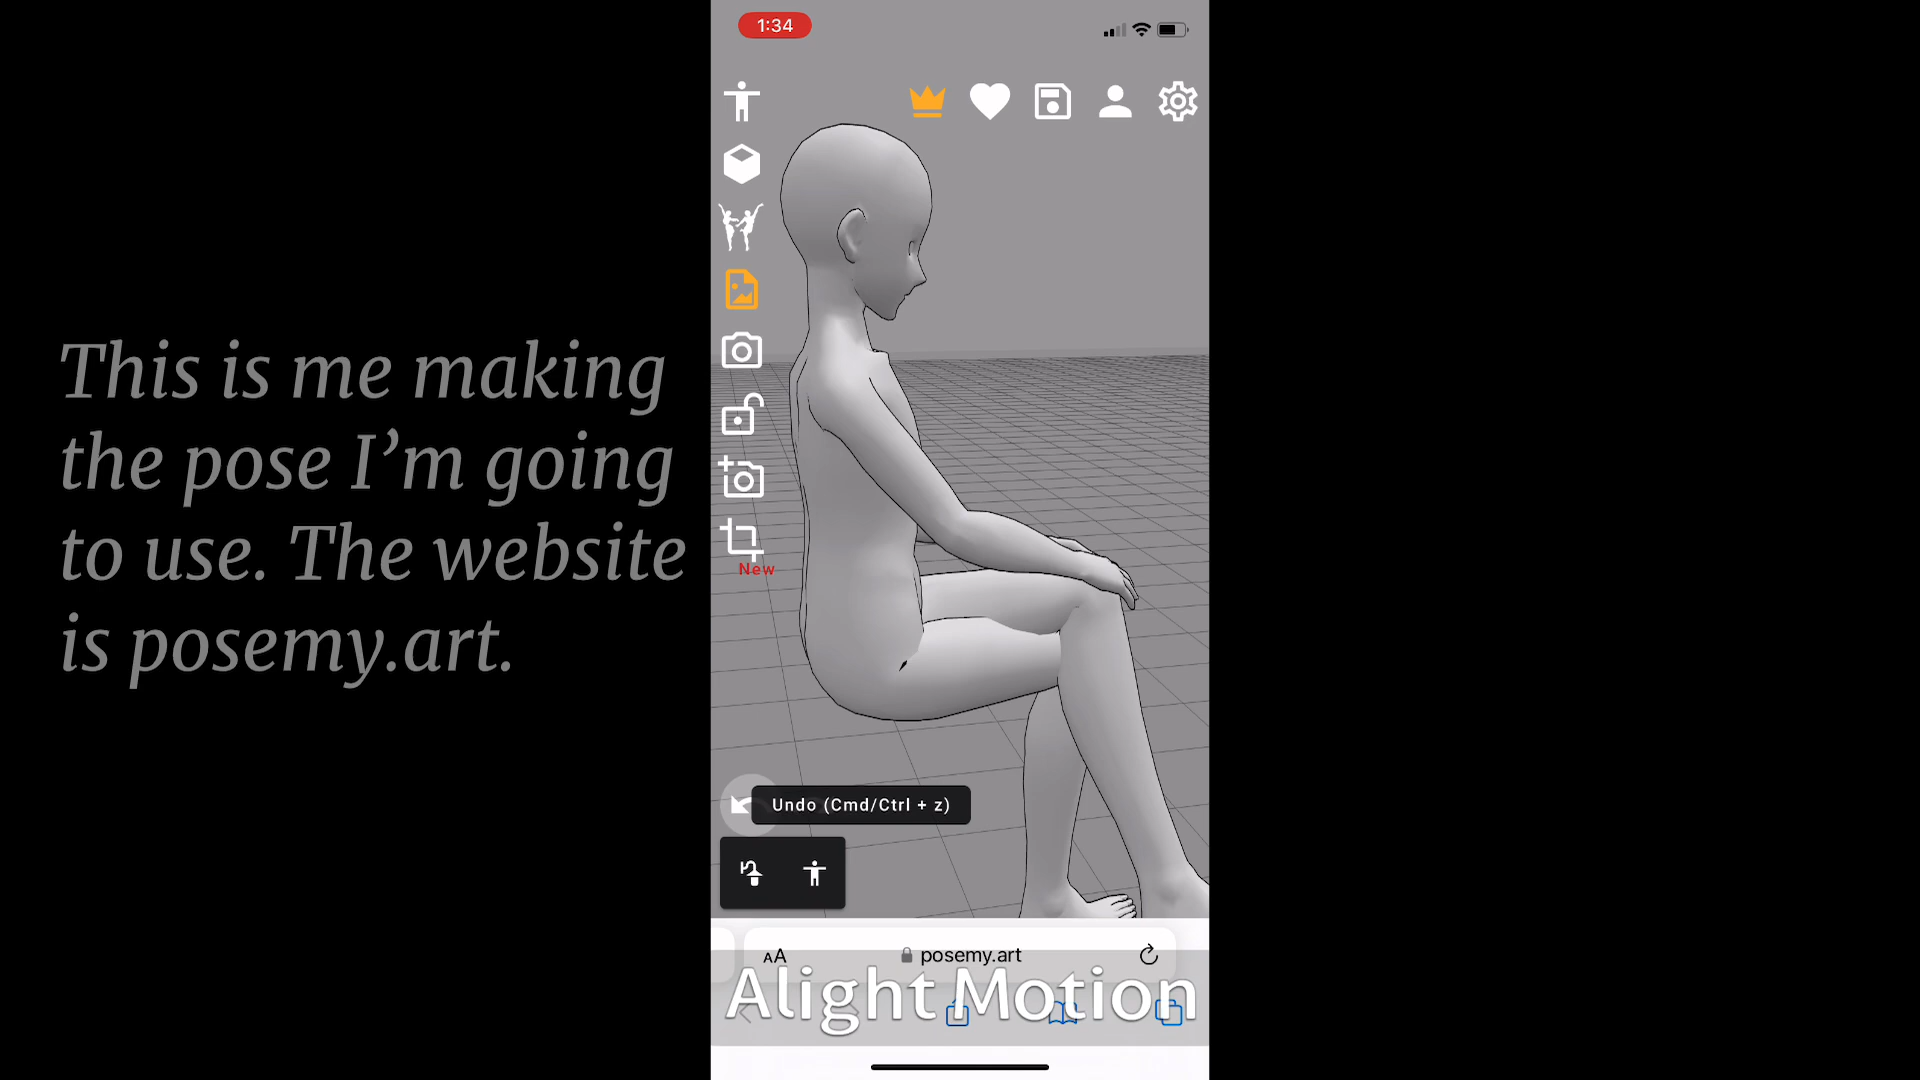 1:34
This is me making
the pose I’m going
to use. The website
is posemy.art.
New
Undo (Cmd/Ctrl + z)
AA posemy.art
Alight Motion